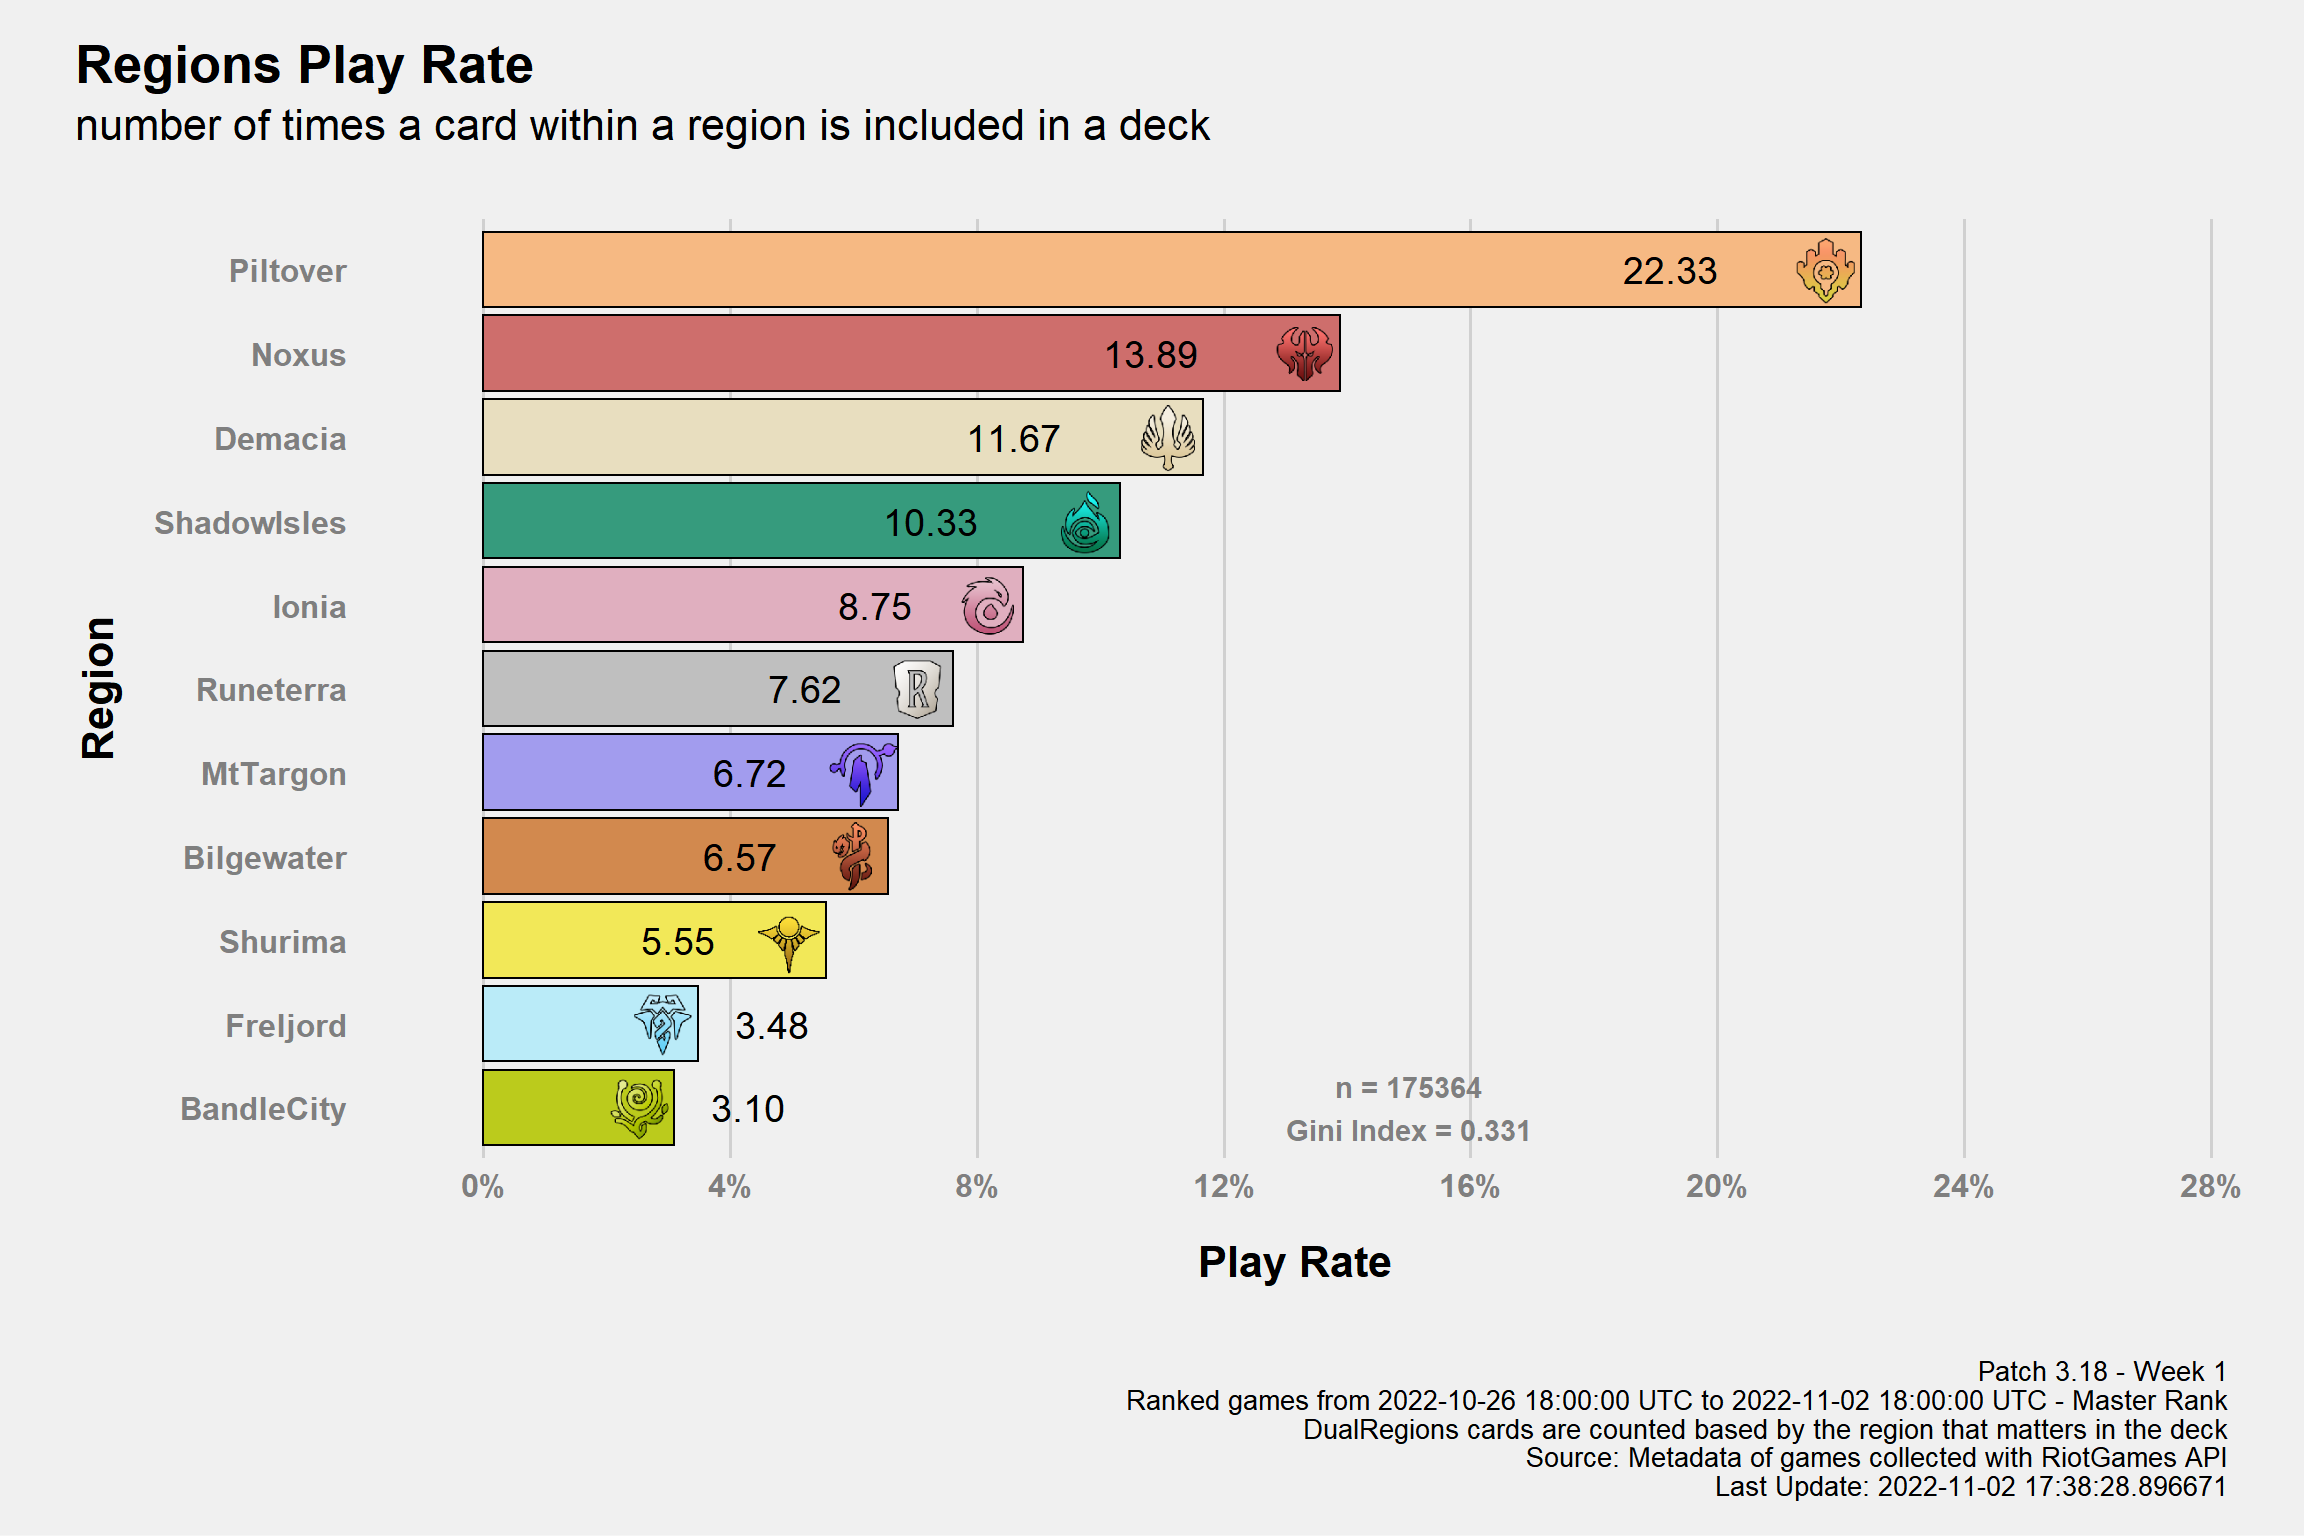 Regions Play Rate
number of times a card within a region is included in a deck
Region
Piltover 22.33
Noxus 13.89
Demacia 11.67
ShadowIsles 10.33
Ionia 8.75
Runeterra 7.62 R
MtTargon 6.72
Bilgewater 6.57
Shurima 5.55
Freljord 3.48
BandleCity 3.10
n = 175364
Gini Index = 0.331
0% 4% 8% 12% 16% 20% 24% 28%
Play Rate
Patch 3.18 - Week 1
Ranked games from 2022-10-26 18:00:00 UTC to 2022-11-02 18:00:00 UTC - Master Rank
DualRegions cards are counted based by the region that matters in the deck
Source: Metadata of games collected with RiotGames API
Last Update: 2022-11-02 17:38:28.896671